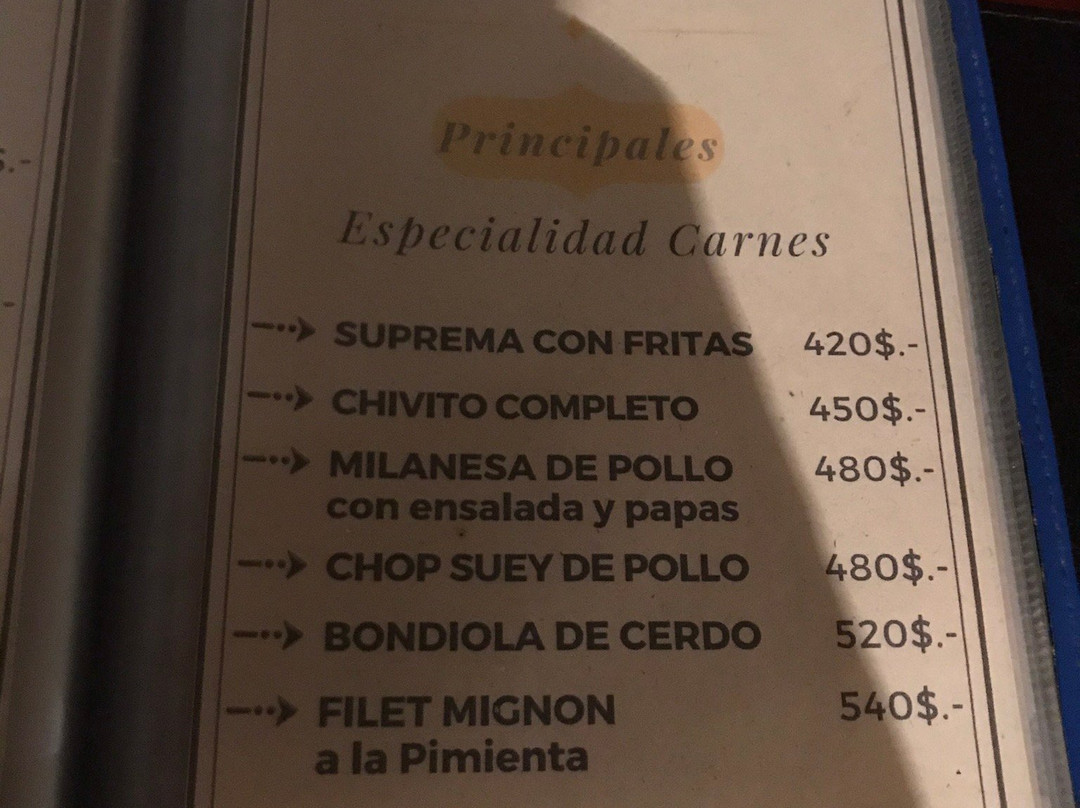 Principales
Especialidad Carnes
SUPREMA CON FRITAS 420$.-
CHIVITO COMPLETO 450$.-
MILANESA DE POLLO 480$.-
con ensalada y papas
CHOP SUEY DE POLLO 480$.-
BONDIOLA DE CERDO 520$.-
FILET MIGNON 540$.-
a la Pimienta